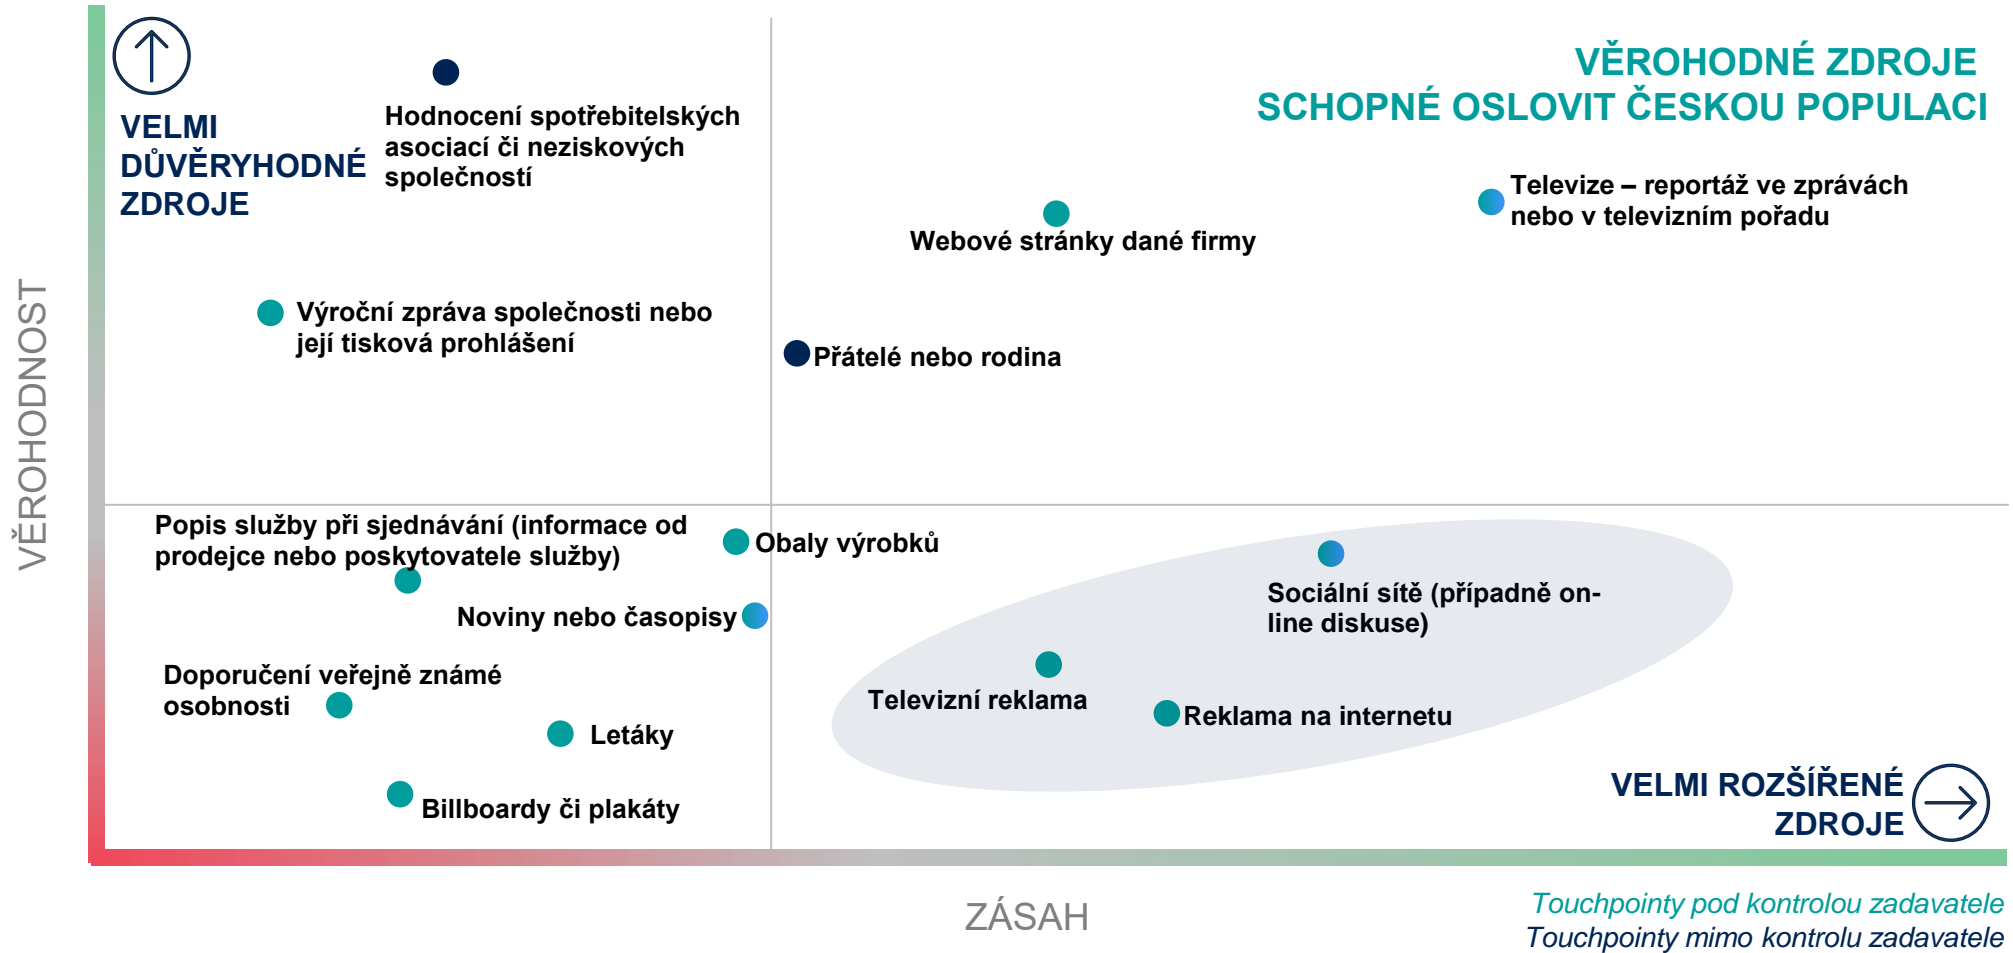 VĚROHODNÉ ZDROJE
SCHOPNÉ OSLOVIT ČESKOU POPULACI
VELMI
DŮVĚRYHODNÉ
ZDROJE
Hodnocení spotřebitelských
asociací či neziskových
společností
Televize – reportáž ve zprávách
nebo v televizním pořadu
Webové stránky dané firmy
Výroční zpráva společnosti nebo
její tisková prohlášení
Přátelé nebo rodina
VĚROHODNOST
Popis služby při sjednávání (informace od
prodejce nebo poskytovatele služby)
Obaly výrobků
Noviny nebo časopisy
Sociální sítě (případně on-
line diskuse)
Doporučení veřejně známé
osobnosti
Televizní reklama
Reklama na internetu
Letáky
Billboardy či plakáty
VELMI ROZŠÍŘENÉ
ZDROJE
ZÁSAH
Touchpointy pod kontrolou zadavatele
Touchpointy mimo kontrolu zadavatele